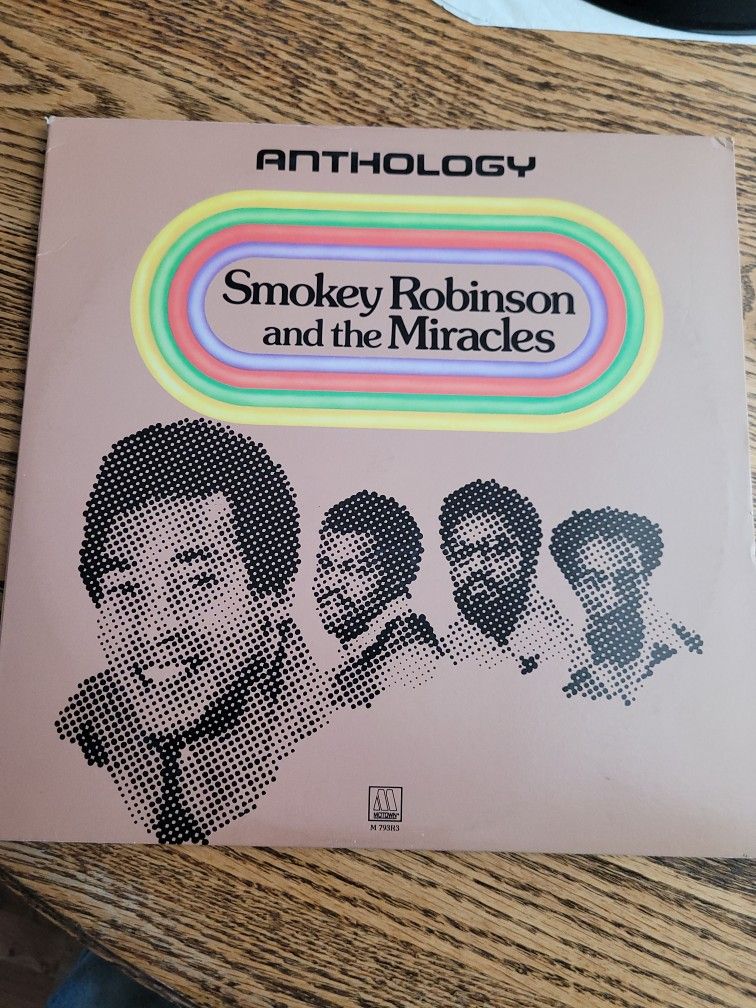 ANTHOLOGY
Smokey Robinson
and the Miracles
M
MOTOWN
M 793R3